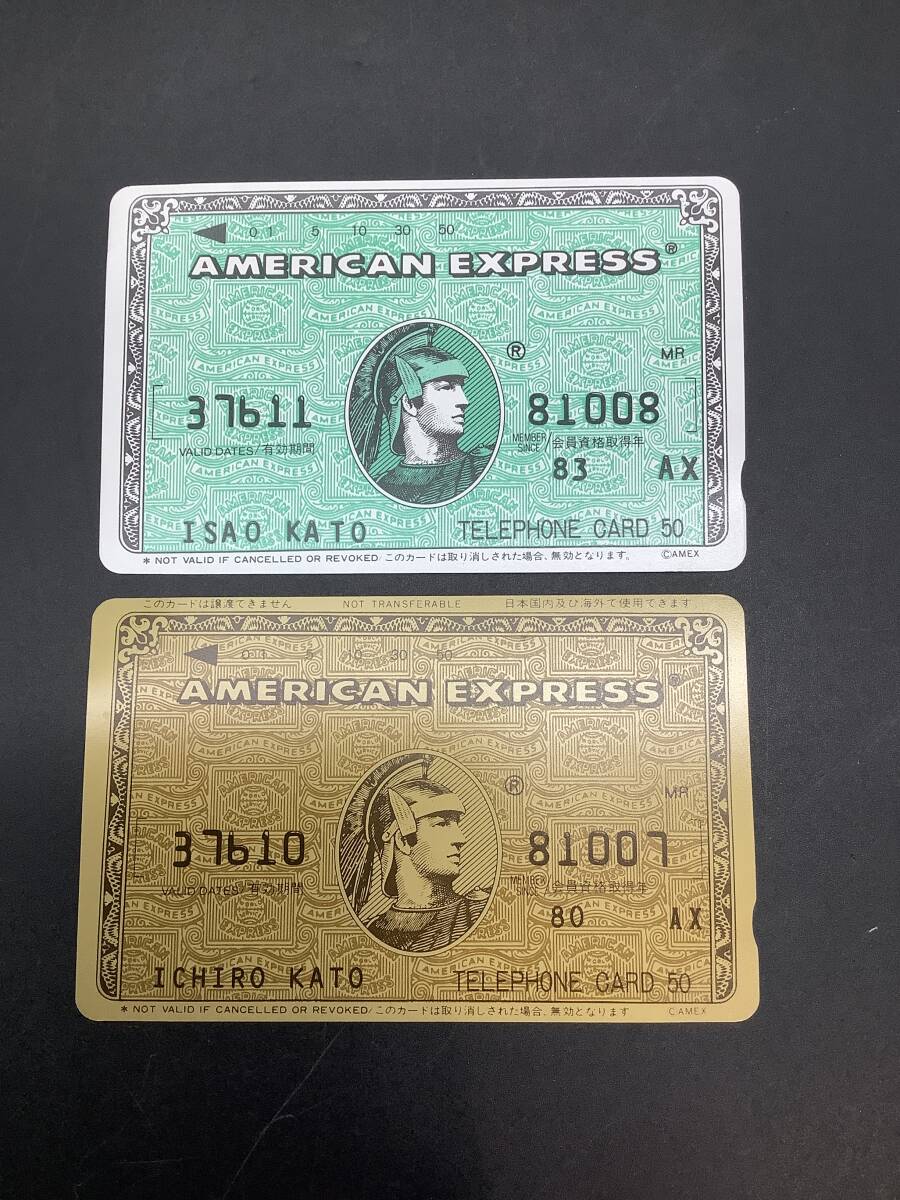 0 1 5 10 30 50
AMERICAN EXPRESS®
® MR
37611 81008
VALID DATES/有効期間 MEMBER SINCE/会員資格取得年
83 AX
ISAO KATO TELEPHONE CARD 50
* NOT VALID IF CANCELLED OR REVOKED/このカードは取り消しされた場合、無効となります。 ©AMEX
このカードは譲渡できません NOT TRANSFERABLE 日本国内及び海外で使用できます
0 1 5 10 30 50
AMERICAN EXPRESS®
® MR
37610 81007
VALID DATES/有効期間 MEMBER SINCE/会員資格取得年
80 AX
ICHIRO KATO TELEPHONE CARD 50
* NOT VALID IF CANCELLED OR REVOKED/このカードは取り消しされた場合、無効となります CAMEX